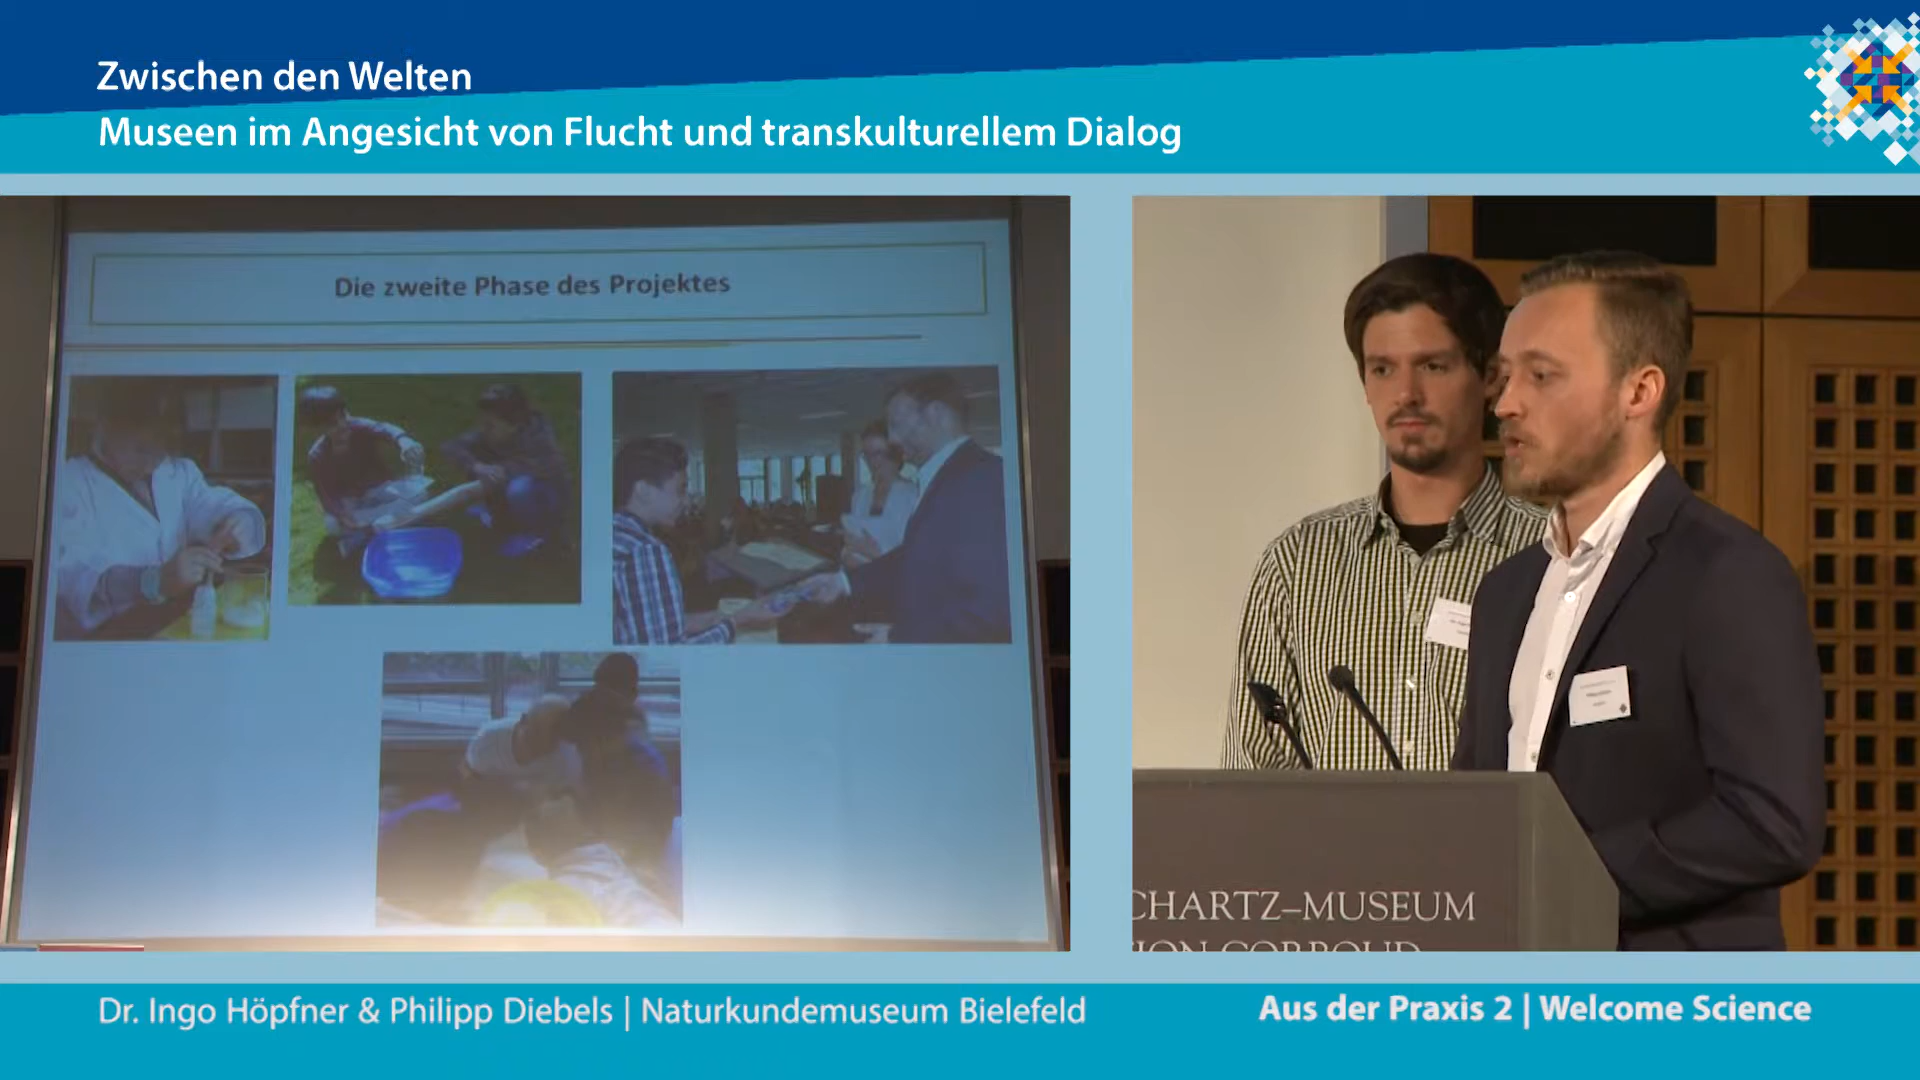 Zwischen den Welten
Museen im Angesicht von Flucht und transkulturellem Dialog
Die zweite Phase des Projektes
CHARTZ–MUSEUM
Dr. Ingo Höpfner & Philipp Diebels | Naturkundemuseum Bielefeld
Aus der Praxis 2 | Welcome Science